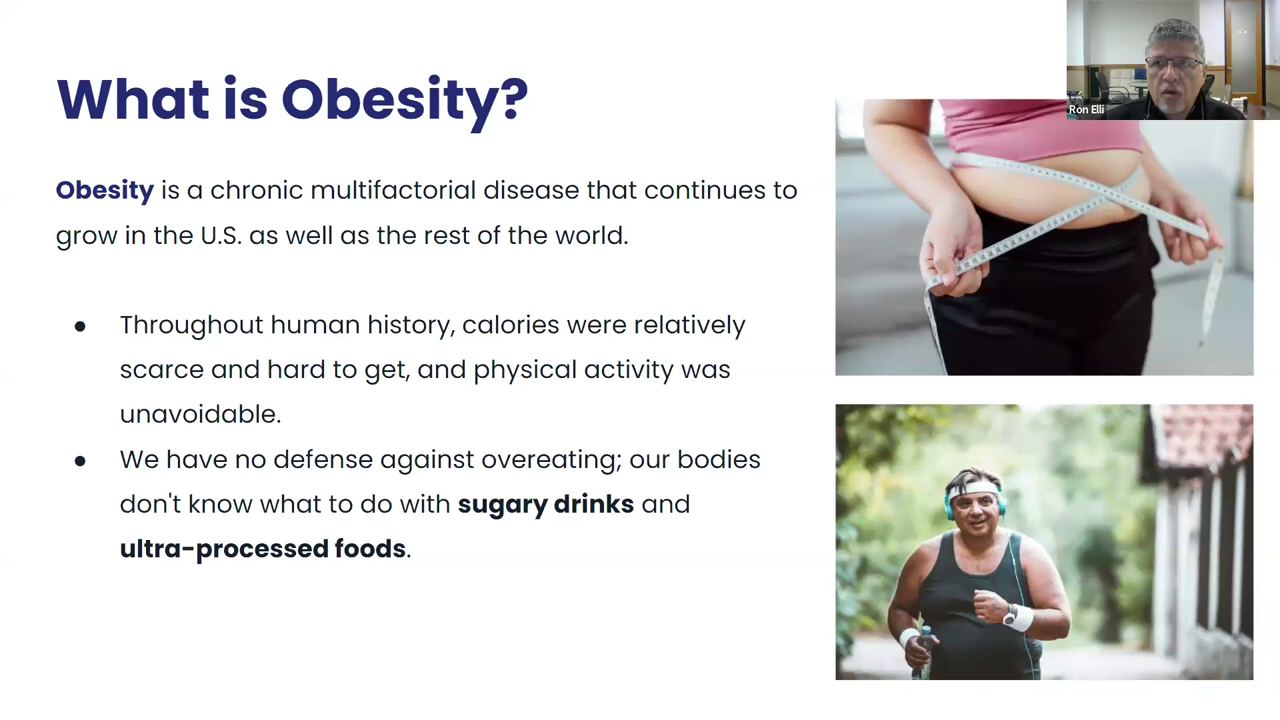 What is Obesity?
Ron Elli
Obesity is a chronic multifactorial disease that continues to
grow in the U.S. as well as the rest of the world.
● Throughout human history, calories were relatively
scarce and hard to get, and physical activity was
unavoidable.
● We have no defense against overeating; our bodies
don't know what to do with sugary drinks and
ultra-processed foods.